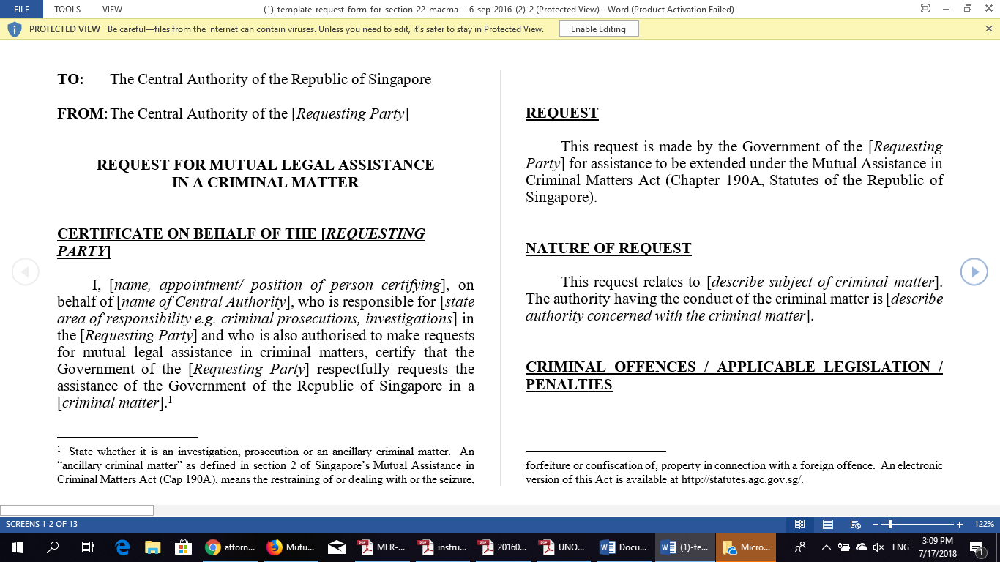 FILE TOOLS VIEW (1)-template-request-form-for-section-22-macma---6-sep-2016-(2)-2 (Protected View) - Word (Product Activation Failed)
PROTECTED VIEW Be careful—files from the Internet can contain viruses. Unless you need to edit, it's safer to stay in Protected View. Enable Editing
TO: The Central Authority of the Republic of Singapore
FROM: The Central Authority of the [Requesting Party]
REQUEST FOR MUTUAL LEGAL ASSISTANCE
IN A CRIMINAL MATTER
CERTIFICATE ON BEHALF OF THE [REQUESTING
PARTY]
I, [name, appointment/ position of person certifying], on
behalf of [name of Central Authority], who is responsible for [state
area of responsibility e.g. criminal prosecutions, investigations] in
the [Requesting Party] and who is also authorised to make requests
for mutual legal assistance in criminal matters, certify that the
Government of the [Requesting Party] respectfully requests the
assistance of the Government of the Republic of Singapore in a
[criminal matter].1
1 State whether it is an investigation, prosecution or an ancillary criminal matter. An
“ancillary criminal matter” as defined in section 2 of Singapore’s Mutual Assistance in
Criminal Matters Act (Cap 190A), means the restraining of or dealing with or the seizure,
REQUEST
This request is made by the Government of the [Requesting
Party] for assistance to be extended under the Mutual Assistance in
Criminal Matters Act (Chapter 190A, Statutes of the Republic of
Singapore).
NATURE OF REQUEST
This request relates to [describe subject of criminal matter].
The authority having the conduct of the criminal matter is [describe
authority concerned with the criminal matter].
CRIMINAL OFFENCES / APPLICABLE LEGISLATION /
PENALTIES
forfeiture or confiscation of, property in connection with a foreign offence. An electronic
version of this Act is available at http://statutes.agc.gov.sg/.
SCREENS 1-2 OF 13 122%
attorn... Mutu... MER-... instru... 20160... UNO... Docu... (1)-te... Micro... ENG 3:09 PM
7/17/2018 1